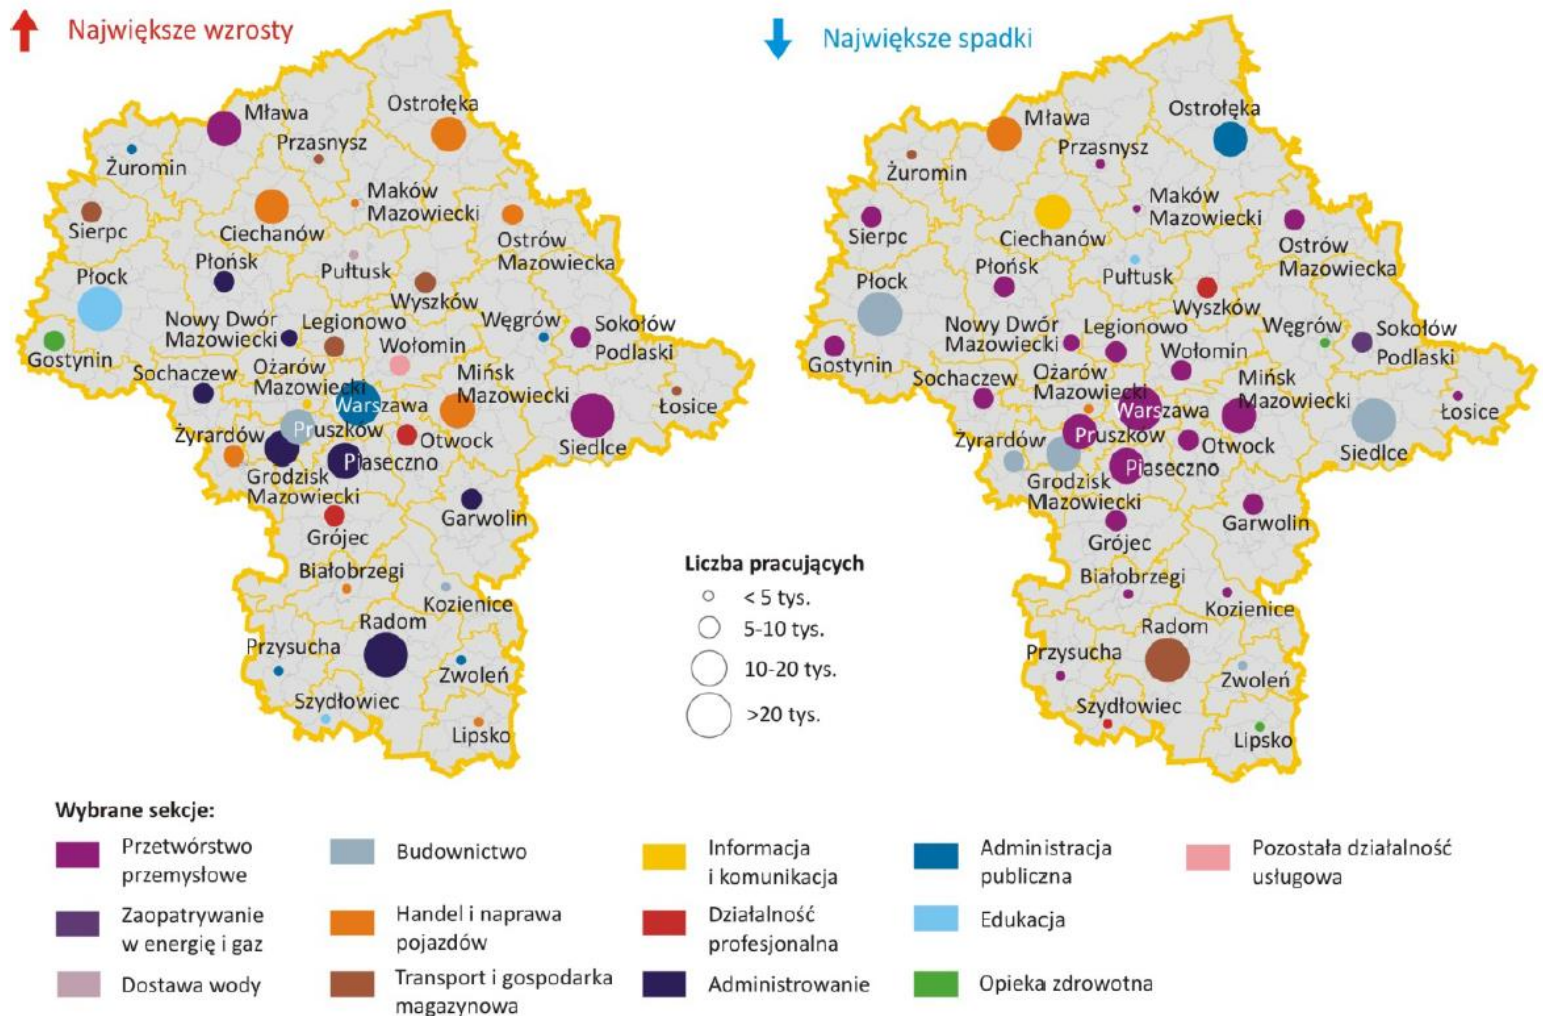 Największe wzrosty
Mława
Ostrołęka
Przasnysz
Żuromin
Maków
Mazowiecki
Sierpc
Ciechanów
Ostrów
Mazowiecka
Płońsk
Pułtusk
Płock
Wyszków
Nowy Dwór
Mazowiecki
Legionowo
Węgrów
Sokołów
Podlaski
Gostynin
Wołomin
Sochaczew
Ożarów
Mazowiecki
Mińsk
Mazowiecki
Warszawa
Łosice
Pruszków
Żyrardów
Otwock
Siedlce
Piaseczno
Grodzisk
Mazowiecki
Garwolin
Grójec
Białobrzegi
Kozienice
Radom
Przysucha
Zwoleń
Szydłowiec
Lipsko
Największe spadki
Mława
Ostrołęka
Przasnysz
Żuromin
Maków
Mazowiecki
Sierpc
Ciechanów
Ostrów
Mazowiecka
Płońsk
Pułtusk
Płock
Wyszków
Nowy Dwór
Mazowiecki
Legionowo
Węgrów
Sokołów
Podlaski
Gostynin
Wołomin
Sochaczew
Ożarów
Mazowiecki
Mińsk
Mazowiecki
Warszawa
Łosice
Pruszków
Żyrardów
Otwock
Siedlce
Piaseczno
Grodzisk
Mazowiecki
Garwolin
Grójec
Białobrzegi
Kozienice
Radom
Przysucha
Zwoleń
Szydłowiec
Lipsko
Liczba pracujących
< 5 tys.
5-10 tys.
10-20 tys.
>20 tys.
Wybrane sekcje:
Przetwórstwo
przemysłowe
Zaopatrywanie
w energię i gaz
Dostawa wody
Budownictwo
Handel i naprawa
pojazdów
Transport i gospodarka
magazynowa
Informacja
i komunikacja
Działalność
profesjonalna
Administrowanie
Administracja
publiczna
Edukacja
Opieka zdrowotna
Pozostała działalność
usługowa